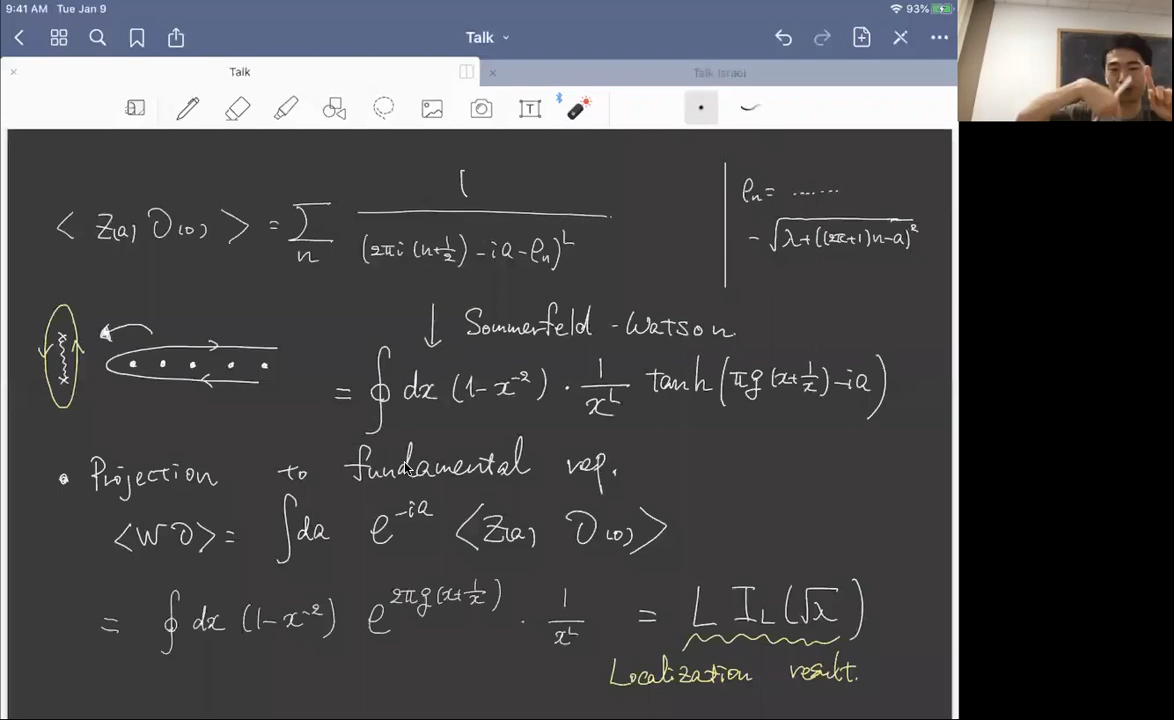 9:41 AM Tue Jan 9
93%
Talk
Talk
Talk Israel
T
< Z(a) O(0) > = Σ_n 1 / (2πi(n+1/2) - ia - ρ_n)^L
ρ_n = ......
- √(λ+((2π+1)n-a)²
↓ Sommerfeld - Watson
= ∮ dx (1-x^{-2}) · 1/x^L tanh(πg(x+1/x)-ia)
• Projection to fundamental rep.
<W O> = ∫da e^{-ia} <Z(a) O(0)>
= ∮ dx (1-x^{-2}) e^{2πg(x+1/x)} · 1/x^L = L I_L(√λ)
Localization result.